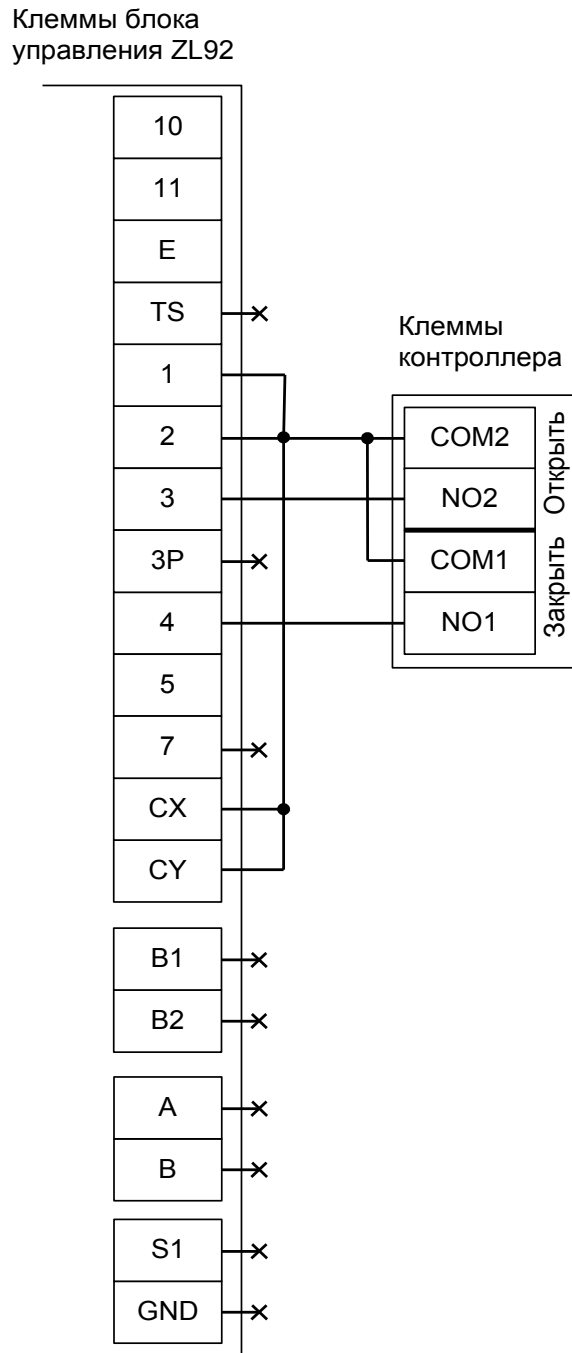 Клеммы блока
управления ZL92
10
11
E
TS
1
2
3
3P
4
5
7
CX
CY
B1
B2
A
B
S1
GND
Клеммы
контроллера
COM2
NO2
COM1
NO1
Открыть
Закрыть